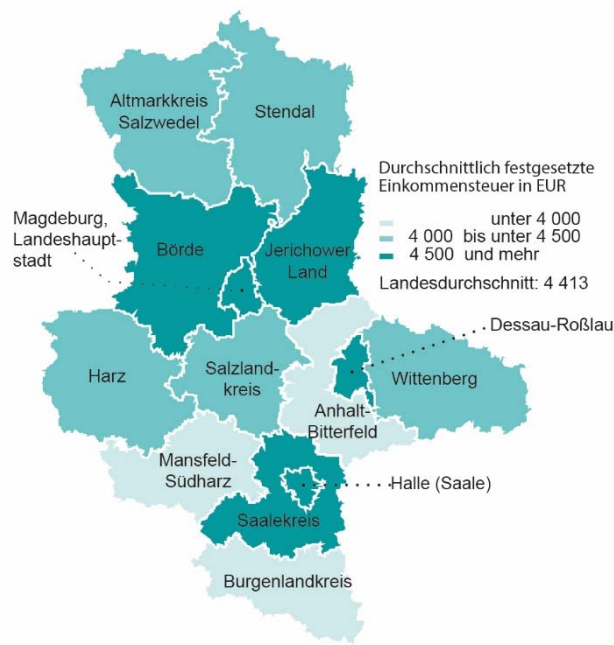 Altmarkkreis
Salzwedel
Stendal
Durchschnittlich festgesetzte
Einkommensteuer in EUR
unter 4 000
4 000 bis unter 4 500
4 500 und mehr
Landesdurchschnitt: 4 413
Magdeburg,
Landeshaupt-
stadt
Börde
Jerichower
Land
Dessau-Roßlau
Harz
Salzland-
kreis
Wittenberg
Anhalt-
Bitterfeld
Mansfeld-
Südharz
Halle (Saale)
Saalekreis
Burgenlandkreis